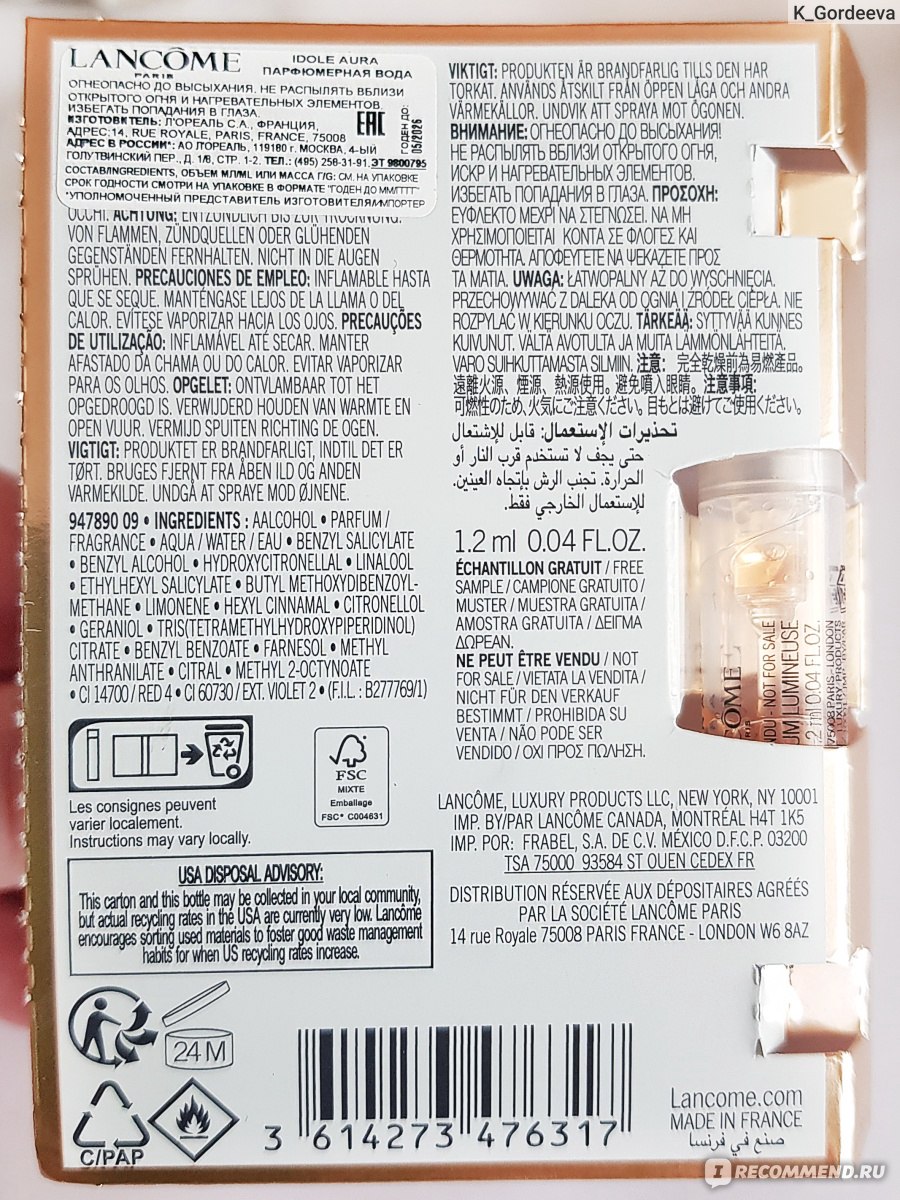 K_Gordeeva
LANCÔME
PARIS
IDOLE AURA
ПАРФЮМЕРНАЯ ВОДА
ОГНЕОПАСНО ДО ВЫСЫХАНИЯ. НЕ РАСПЫЛЯТЬ ВБЛИЗИ
ОТКРЫТОГО ОГНЯ И НАГРЕВАТЕЛЬНЫХ ЭЛЕМЕНТОВ
ИЗБЕГАТЬ ПОПАДАНИЯ В ГЛАЗА.
ИЗГОТОВИТЕЛЬ: Л'ОРЕАЛЬ С.А., ФРАНЦИЯ,
АДРЕС:14, RUE ROYALE, PARIS, FRANCE, 75008
EAC
ГОДЕН ДО:
05/2026
АДРЕС В РОССИИ*: АО Л'ОРЕАЛЬ, 119180 г. МОСКВА, 4-ЫЙ
ГОЛУТВИНСКИЙ ПЕР., Д. 1/8, СТР. 1-2. ТЕЛ.: (495) 258-31-91. ЭТ 9800795
СОСТАВ/INGREDIENTS, ОБЪЕМ МЛ/ML ИЛИ МАССА Г/G: СМ. НА УПАКОВКЕ
СРОК ГОДНОСТИ СМОТРИ НА УПАКОВКЕ В ФОРМАТЕ "ГОДЕН ДО ММ/ГГГГ"
*УПОЛНОМОЧЕННЫЙ ПРЕДСТАВИТЕЛЬ ИЗГОТОВИТЕЛЯ/ИМПОРТЕР
OCCHI. ACHTUNG: ENTZÜNDLICH BIS ZUR TROCKNUNG.
VON FLAMMEN, ZÜNDQUELLEN ODER GLÜHENDEN
GEGENSTÄNDEN FERNHALTEN. NICHT IN DIE AUGEN
SPRÜHEN. PRECAUCIONES DE EMPLEO: INFLAMABLE HASTA
QUE SE SEQUE. MANTÉNGASE LEJOS DE LA LLAMA O DEL
CALOR. EVÍTESE VAPORIZAR HACIA LOS OJOS. PRECAUÇÕES
DE UTILIZAÇÃO: INFLAMÁVEL ATÉ SECAR. MANTER
AFASTADO DA CHAMA OU DO CALOR. EVITAR VAPORIZAR
PARA OS OLHOS. OPGELET: ONTVLAMBAAR TOT HET
OPGEDROOGD IS. VERWIJDERD HOUDEN VAN WARMTE EN
OPEN VUUR. VERMIJD SPUITEN RICHTING DE OGEN.
VIGTIGT: PRODUKTET ER BRANDFARLIGT, INDTIL DET ER
TØRT. BRUGES FJERNT FRA ÅBEN ILD OG ANDEN
VARMEKILDE. UNDGÅ AT SPRAYE MOD ØJNENE.
947890 09 • INGREDIENTS : AALCOHOL • PARFUM /
FRAGRANCE • AQUA / WATER / EAU • BENZYL SALICYLATE
• BENZYL ALCOHOL • HYDROXYCITRONELLAL • LINALOOL
• ETHYLHEXYL SALICYLATE • BUTYL METHOXYDIBENZOYL-
METHANE • LIMONENE • HEXYL CINNAMAL • CITRONELLOL
• GERANIOL • TRIS(TETRAMETHYLHYDROXYPIPERIDINOL)
CITRATE • BENZYL BENZOATE • FARNESOL • METHYL
ANTHRANILATE • CITRAL • METHYL 2-OCTYNOATE
• CI 14700 / RED 4 • CI 60730 / EXT. VIOLET 2 • (F.I.L. : B277769/1)
Les consignes peuvent
varier localement.
Instructions may vary locally.
FSC
MIXTE
Emballage
FSC® C004631
USA DISPOSAL ADVISORY:
This carton and this bottle may be collected in your local community,
but actual recycling rates in the USA are currently very low. Lancôme
encourages sorting used materials to foster good waste management
habits for when US recycling rates increase.
24 M
C/PAP
3 614273 476317
VIKTIGT: PRODUKTEN ÄR BRANDFARLIG TILLS DEN HAR
TORKAT. ANVÄNDS ÅTSKILT FRÅN ÖPPEN LÅGA OCH ANDRA
VÄRMEKÄLLOR. UNDVIK ATT SPRAYA MOT ÖGONEN.
ВНИМАНИЕ: ОГНЕОПАСНО ДО ВЫСЫХАНИЯ!
НЕ РАСПЫЛЯТЬ ВБЛИЗИ ОТКРЫТОГО ОГНЯ,
ИСКР И НАГРЕВАТЕЛЬНЫХ ЭЛЕМЕНТОВ.
ИЗБЕГАТЬ ПОПАДАНИЯ В ГЛАЗА. ΠΡΟΣΟΧΗ:
ΕΥΦΛΕΚΤΟ ΜΕΧΡΙ ΝΑ ΣΤΕΓΝΩΣΕΙ. ΝΑ ΜΗ
ΧΡΗΣΙΜΟΠΟΙΕΙΤΑΙ ΚΟΝΤΑ ΣΕ ΦΛΟΓΕΣ ΚΑΙ
ΘΕΡΜΟΤΗΤΑ. ΑΠΟΦΕΥΓΕΤΕ ΝΑ ΨΕΚΑΖΕΤΕ ΠΡΟΣ
ΤΑ ΜΑΤΙΑ. UWAGA: ŁATWOPALNY AŻ DO WYSCHNIĘCIA.
PRZECHOWYWAĆ Z DALEKA OD OGNIA I ŹRÓDEŁ CIEPŁA. NIE
ROZPYLAĆ W KIERUNKU OCZU. TÄRKEÄÄ: SYTTYVÄÄ KUNNES
KUIVUNUT. VÄLTÄ AVOTULTA JA MUITA LÄMMÖNLÄHTEITÄ.
VARO SUIHKUTTAMASTA SILMIIN. 注意： 完全乾燥前為易燃產品。
遠離火源、煙源、熱源使用。避免噴入眼睛。注意事項:
可燃性のため、火気にご注意ください。目もとは避けてご使用ください。
تحذيرات الإستعمال: قابل للإشتعال
حتى يجف لا تستخدم قرب النار أو
الحرارة. تجنب الرش بإتجاه العينين.
للإستعمال الخارجي فقط.
1.2 ml 0.04 FL.OZ.
ÉCHANTILLON GRATUIT / FREE
SAMPLE / CAMPIONE GRATUITO /
MUSTER / MUESTRA GRATUITA /
AMOSTRA GRATUITA / ΔΕΙΓΜΑ
ΔΩΡΕΑΝ.
NE PEUT ÊTRE VENDU / NOT
FOR SALE / VIETATA LA VENDITA /
NICHT FÜR DEN VERKAUF
BESTIMMT / PROHIBIDA SU
VENTA / NÃO PODE SER
VENDIDO / ΟΧΙ ΠΡΟΣ ΠΩΛΗΣΗ.
CÔME
NDU - NOT FOR SALE
UM LUMINEUSE
.2 ml 0.04 FL.OZ.
75008 PARIS - LONDON
LUXURY PRODUCTS
LANCÔME, LUXURY PRODUCTS LLC, NEW YORK, NY 10001
IMP. BY/PAR LANCÔME CANADA, MONTRÉAL H4T 1K5
IMP. POR: FRABEL, S.A. DE C.V. MÉXICO D.F.C.P. 03200
TSA 75000 93584 ST OUEN CEDEX FR
DISTRIBUTION RÉSERVÉE AUX DÉPOSITAIRES AGRÉÉS
PAR LA SOCIÉTÉ LANCÔME PARIS
14 rue Royale 75008 PARIS FRANCE - LONDON W6 8AZ
Lancome.com
MADE IN FRANCE
صنع في فرنسا
IRECOMMEND.RU